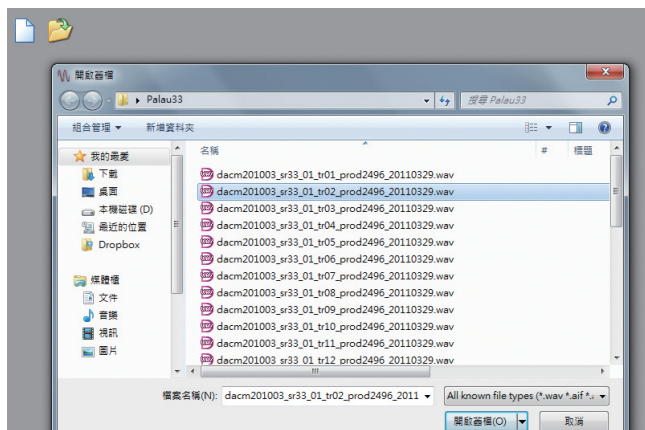 開啟舊檔
Palau33
搜尋 Palau33
組合管理 新增資料夾
我的最愛
下載
桌面
本機磁碟 (D)
最近的位置
Dropbox
媒體櫃
文件
音樂
視訊
圖片
名稱 # 標題
dacm201003_sr33_01_tr01_prod2496_20110329.wav
dacm201003_sr33_01_tr02_prod2496_20110329.wav
dacm201003_sr33_01_tr03_prod2496_20110329.wav
dacm201003_sr33_01_tr04_prod2496_20110329.wav
dacm201003_sr33_01_tr05_prod2496_20110329.wav
dacm201003_sr33_01_tr06_prod2496_20110329.wav
dacm201003_sr33_01_tr07_prod2496_20110329.wav
dacm201003_sr33_01_tr08_prod2496_20110329.wav
dacm201003_sr33_01_tr09_prod2496_20110329.wav
dacm201003_sr33_01_tr10_prod2496_20110329.wav
dacm201003_sr33_01_tr11_prod2496_20110329.wav
dacm201003_sr33_01_tr12_prod2496_20110329.wav
檔案名稱(N): dacm201003_sr33_01_tr02_prod2496_2011 All known file types (*.wav *.aif *.
開啟舊檔(O) 取消